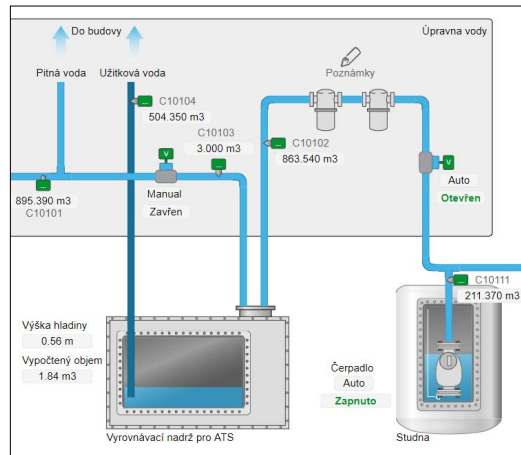 Do budovy
Úpravna vody
Pitná voda
Užitková voda
Poznámky
C10104
504.350 m3
C10103
3.000 m3
C10102
863.540 m3
V
V
...
...
...
...
Manual
Zavřen
Auto
Otevřen
895.390 m3
C10101
...
C10111
211.370 m3
Výška hladiny
0.56 m
Vypočtený objem
1.84 m3
Čerpadlo
Auto
Zapnuto
Vyrovnávací nadrž pro ATS
Studna